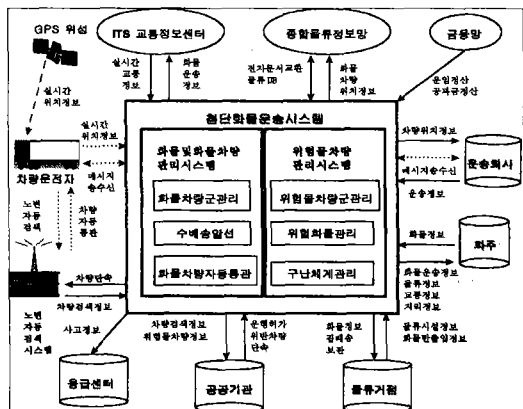 GPS 위성
ITS 교통정보센터
종합물류정보망
금융망
실시간
위치정보
실시간
교통
정보
화물
운송
정보
전자문서교환
물류DB
화물
차량
위치정보
운임정산
공과금정산
첨단화물운송시스템
실시간
위치정보
차량운전자
메시지
송수신
화물및화물차량
관리시스템
화물차량군관리
수배송알선
화물차량자동통관
위험물차량
관리시스템
위험물차량군관리
위험화물관리
구난체계관리
차량위치정보
메시지송수신
운송정보
운송회사
노변
자동
검색
차량
자동
통관
화물정보
화주
화물운송정보
물류정보
교통정보
지리정보
차량단속
차량검색정보
노변
자동
검색
시스템
사고정보
응급센터
차량검색정보
위험물차량정보
운행허가
위반차량
단속
공공기관
화물정보
집배송
보관
물류시설정보
화물반출입정보
물류거점